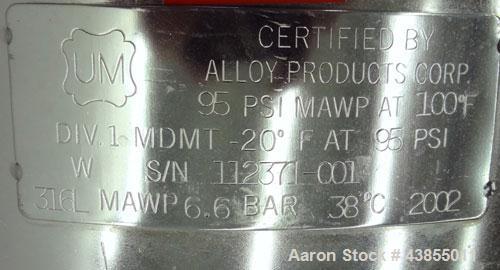 UM
CERTIFIED BY
ALLOY PRODUCTS CORP.
95 PSI MAWP AT 100°F
DIV. 1 MDMT -20° F AT 95 PSI
W S/N 112371-001
316L MAWP 6.6 BAR 38°C 2002
Aaron Stock # 43855011